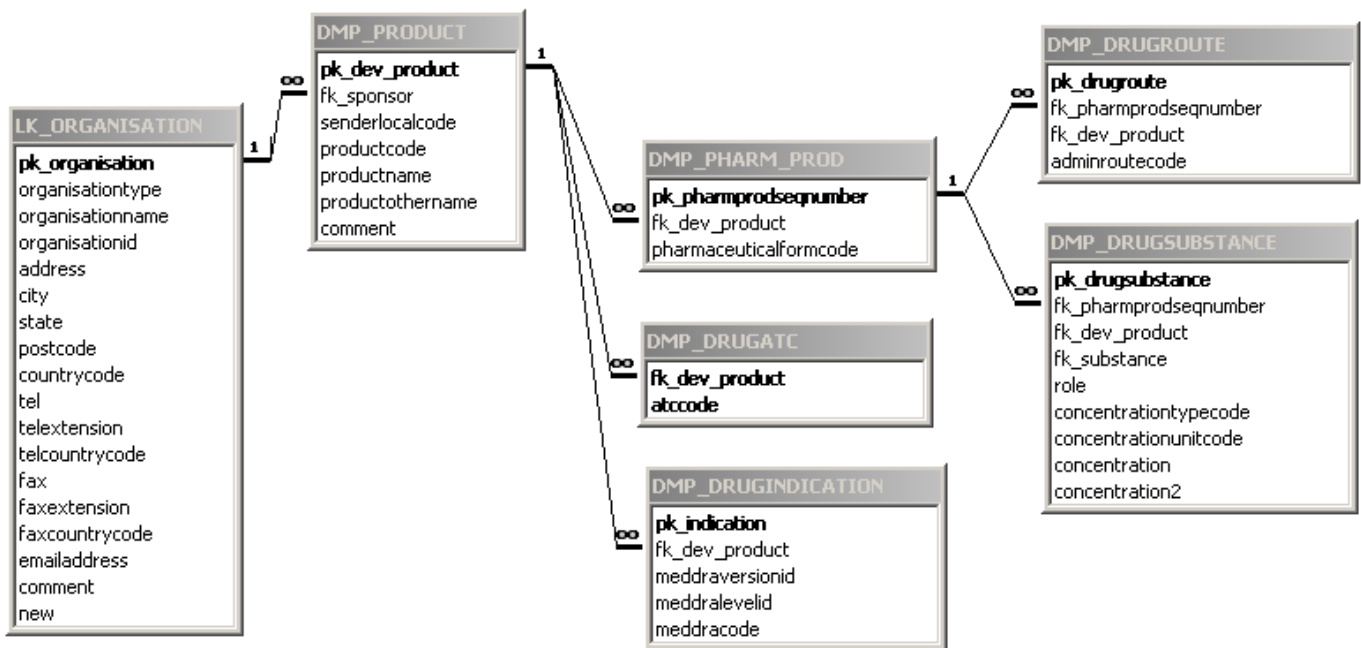 LK_ORGANISATION
pk_organisation
organisationtype
organisationname
organisationid
address
city
state
postcode
countrycode
tel
telextension
telcountrycode
fax
faxextension
faxcountrycode
emailaddress
comment
new
1
∞
DMP_PRODUCT
pk_dev_product
fk_sponsor
senderlocalcode
productcode
productname
productothername
comment
1
∞
DMP_PHARM_PROD
pk_pharmprodseqnumber
fk_dev_product
pharmaceuticalformcode
∞
DMP_DRUGATC
fk_dev_product
atccode
∞
DMP_DRUGINDICATION
pk_indication
fk_dev_product
meddraversionid
meddralevelid
meddracode
1
∞
DMP_DRUGROUTE
pk_drugroute
fk_pharmprodseqnumber
fk_dev_product
adminroutecode
∞
DMP_DRUGSUBSTANCE
pk_drugsubstance
fk_pharmprodseqnumber
fk_dev_product
fk_substance
role
concentrationtypecode
concentrationunitcode
concentration
concentration2